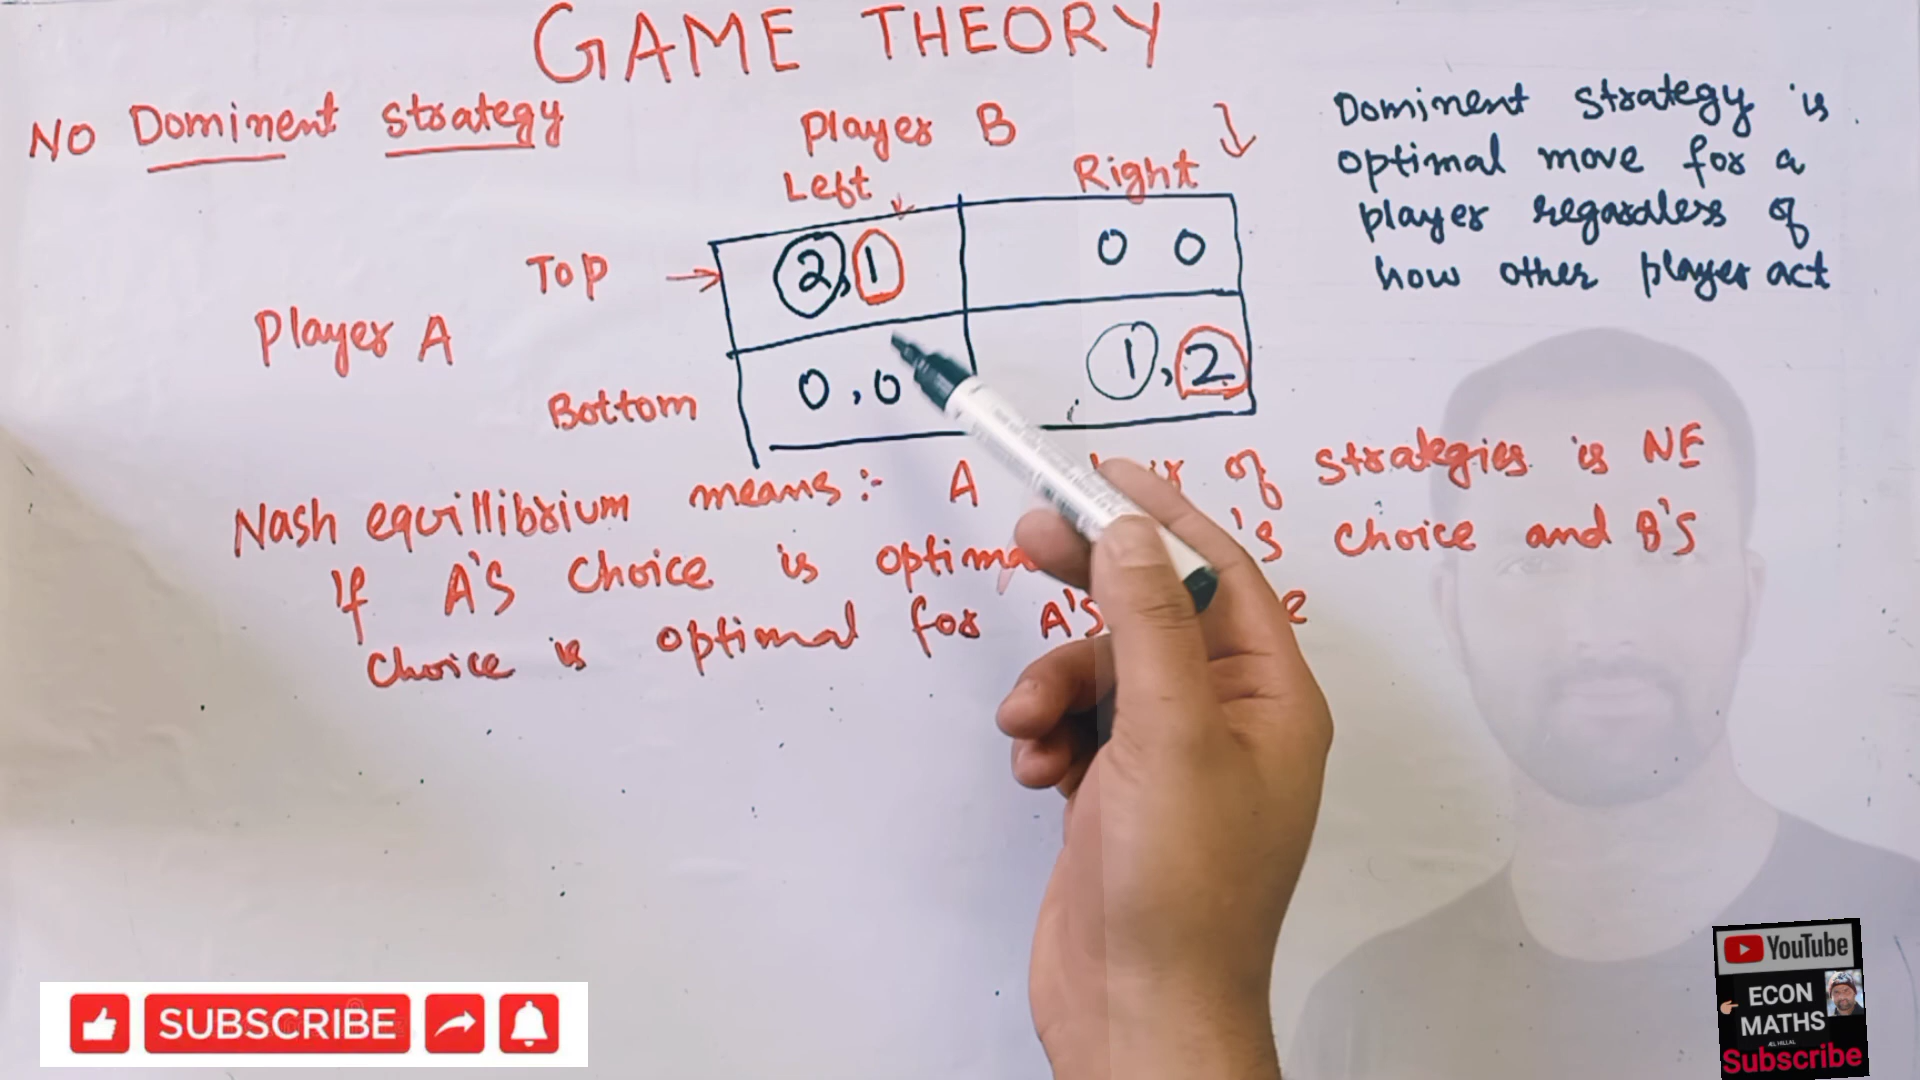 GAME THEORY
NO Dominent strategy
Player B
Left Right
Dominent strategy is
optimal move for a
player regardless of
how other player act
Top
2,1
0 0
Player A
Bottom
0,0
1,2
Nash equillibrium means:- A of strategies is NE
If A'S Choice is 'S choice and B'S
choice is optimal for A'S
SUBSCRIBE
YouTube
ECON
MATHS
Subscribe